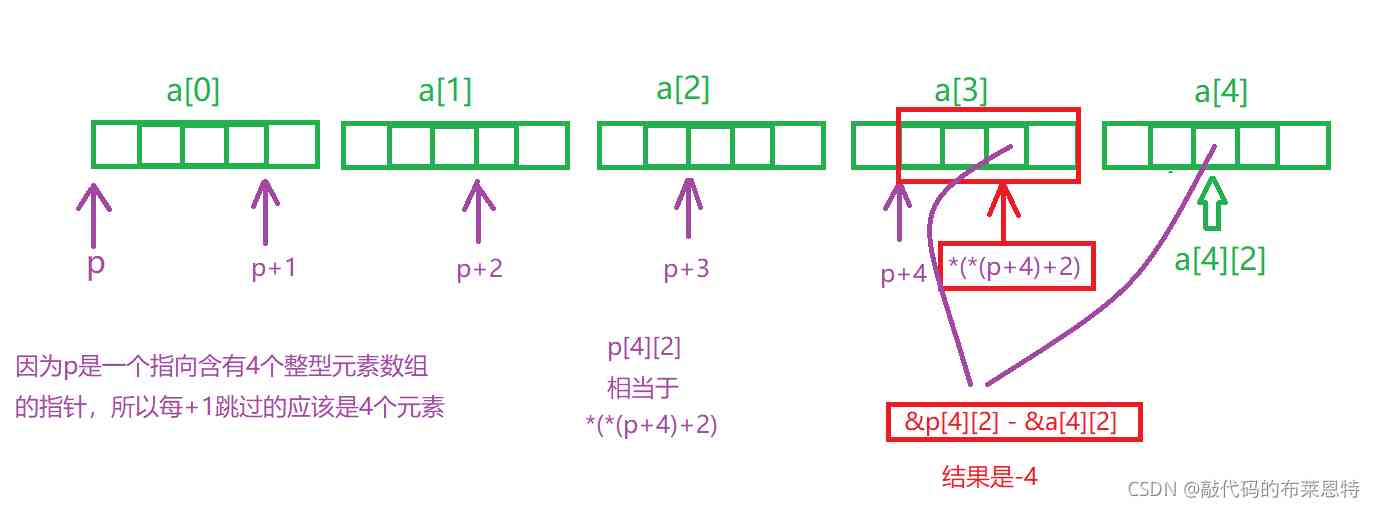 a[0] a[1] a[2] a[3] a[4]
p p+1 p+2 p+3 p+4 *(*(p+4)+2) a[4][2]
因为p是一个指向含有4个整型元素数组
的指针，所以每+1跳过的应该是4个元素
p[4][2]
相当于
*(*(p+4)+2)
&p[4][2] - &a[4][2]
结果是-4
CSDN @敲代码的布莱恩特